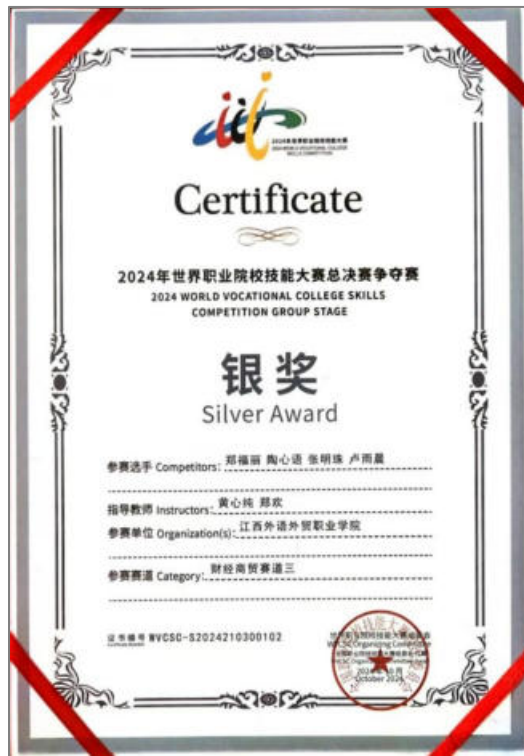 2024年世界职业院校技能大赛
2024 WORLD VOCATIONAL COLLEGE
SKILLS COMPETITION
Certificate
2024年世界职业院校技能大赛总决赛争夺赛
2024 WORLD VOCATIONAL COLLEGE SKILLS
COMPETITION GROUP STAGE
银奖
Silver Award
参赛选手 Competitors: 郑福丽 陶心语 张明珠 卢雨晨
指导教师 Instructors: 黄心纯 郑欢
参赛单位 Organization(s): 江西外语外贸职业学院
参赛赛道 Category: 财经商贸赛道三
证书编号 WVCSC-S2024210300102
WVCSC Organizing Committee
October 2024